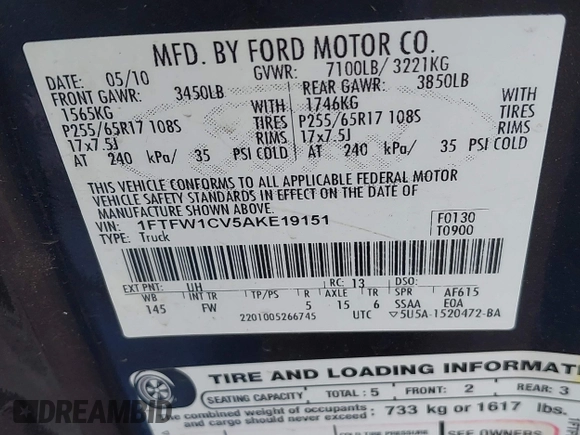 MFD. BY FORD MOTOR CO.
DATE: 05/10 GVWR: 7100LB/ 3221KG
FRONT GAWR: 3450LB REAR GAWR: 3850LB
1565KG WITH 1746KG WITH
P255/65R17 108S TIRES P255/65R17 108S TIRES
17x7.5J RIMS 17x7.5J RIMS
AT 240 kPa/ 35 PSI COLD AT 240 kPa/ 35 PSI COLD
THIS VEHICLE CONFORMS TO ALL APPLICABLE FEDERAL MOTOR
VEHICLE SAFETY STANDARDS IN EFFECT ON THE DATE OF
MANUFACTURE SHOWN ABOVE.
VIN: 1FTFW1CV5AKE19151 F0130
TYPE: Truck T0900
EXT PNT: UH RC: 13 DSO:
WB INT TR TP/PS R AXLE TR SPR AF615
145 FW 5 15 6 SSAA E0A
2201005266745 UTC 5U5A-1520472-BA
TIRE AND LOADING INFORMAT
SEATING CAPACITY TOTAL: 5 FRONT: 2 REAR: 3
The combined weight of occupants 733 kg or 1617 lbs.
SEE OWNERS
DREAMBID